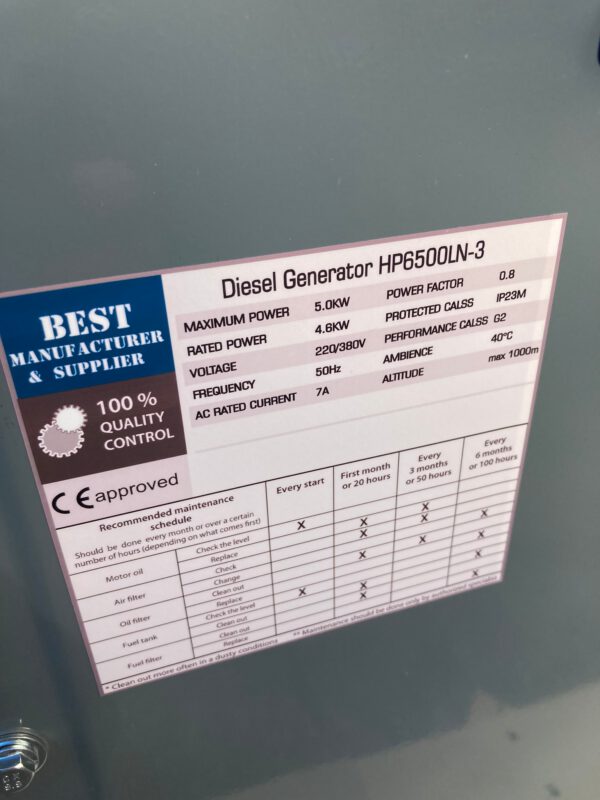 BEST
MANUFACTURER
& SUPPLIER
100 %
QUALITY
CONTROL
CE approved
Diesel Generator HP6500LN-3
MAXIMUM POWER 5.0KW POWER FACTOR 0.8
RATED POWER 4.6KW PROTECTED CALSS IP23M
VOLTAGE 220/380V PERFORMANCE CALSS G2
FREQUENCY 50Hz AMBIENCE 40°C
AC RATED CURRENT 7A ALTITUDE max 1000m
Recommended maintenance
schedule
Should be done every month or over a certain
number of hours (depending on what comes first)
Every start
First month
or 20 hours
Every
3 months
or 50 hours
Every
6 months
or 100 hours
Motor oil
Check the level X X X
Replace X X X
Air filter
Check X X
Change X X
Oil filter
Clean out
Replace X
Fuel tank
Check the level X X
Clean out X
Fuel filter
Clean out
Replace
* Clean out more often in a dusty conditions ** Maintenance should be done only by authorized specialist